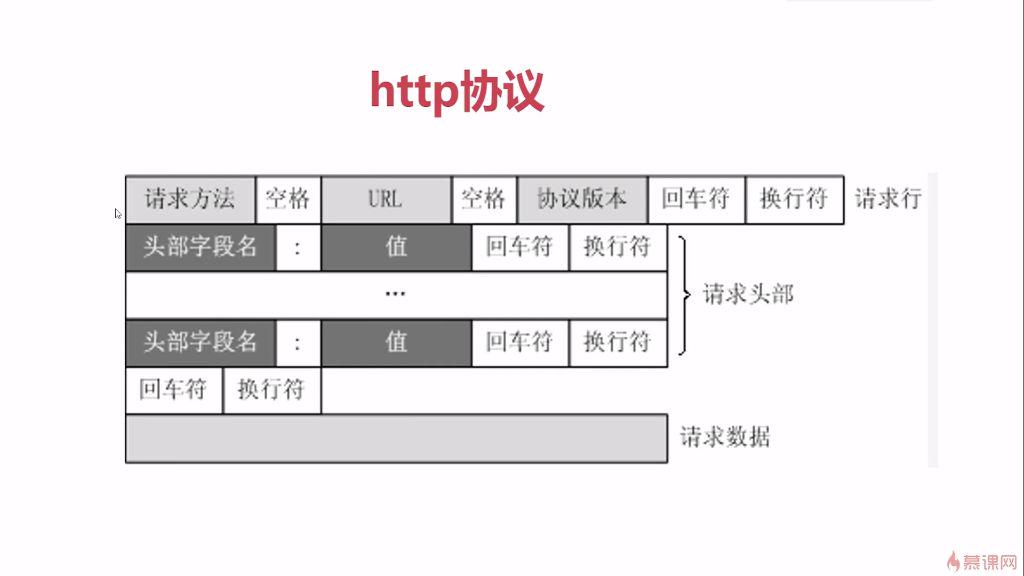 http协议
请求方法 空格 URL 空格 协议版本 回车符 换行符 请求行
头部字段名 : 值 回车符 换行符
… 请求头部
头部字段名 : 值 回车符 换行符
回车符 换行符
请求数据
慕课网